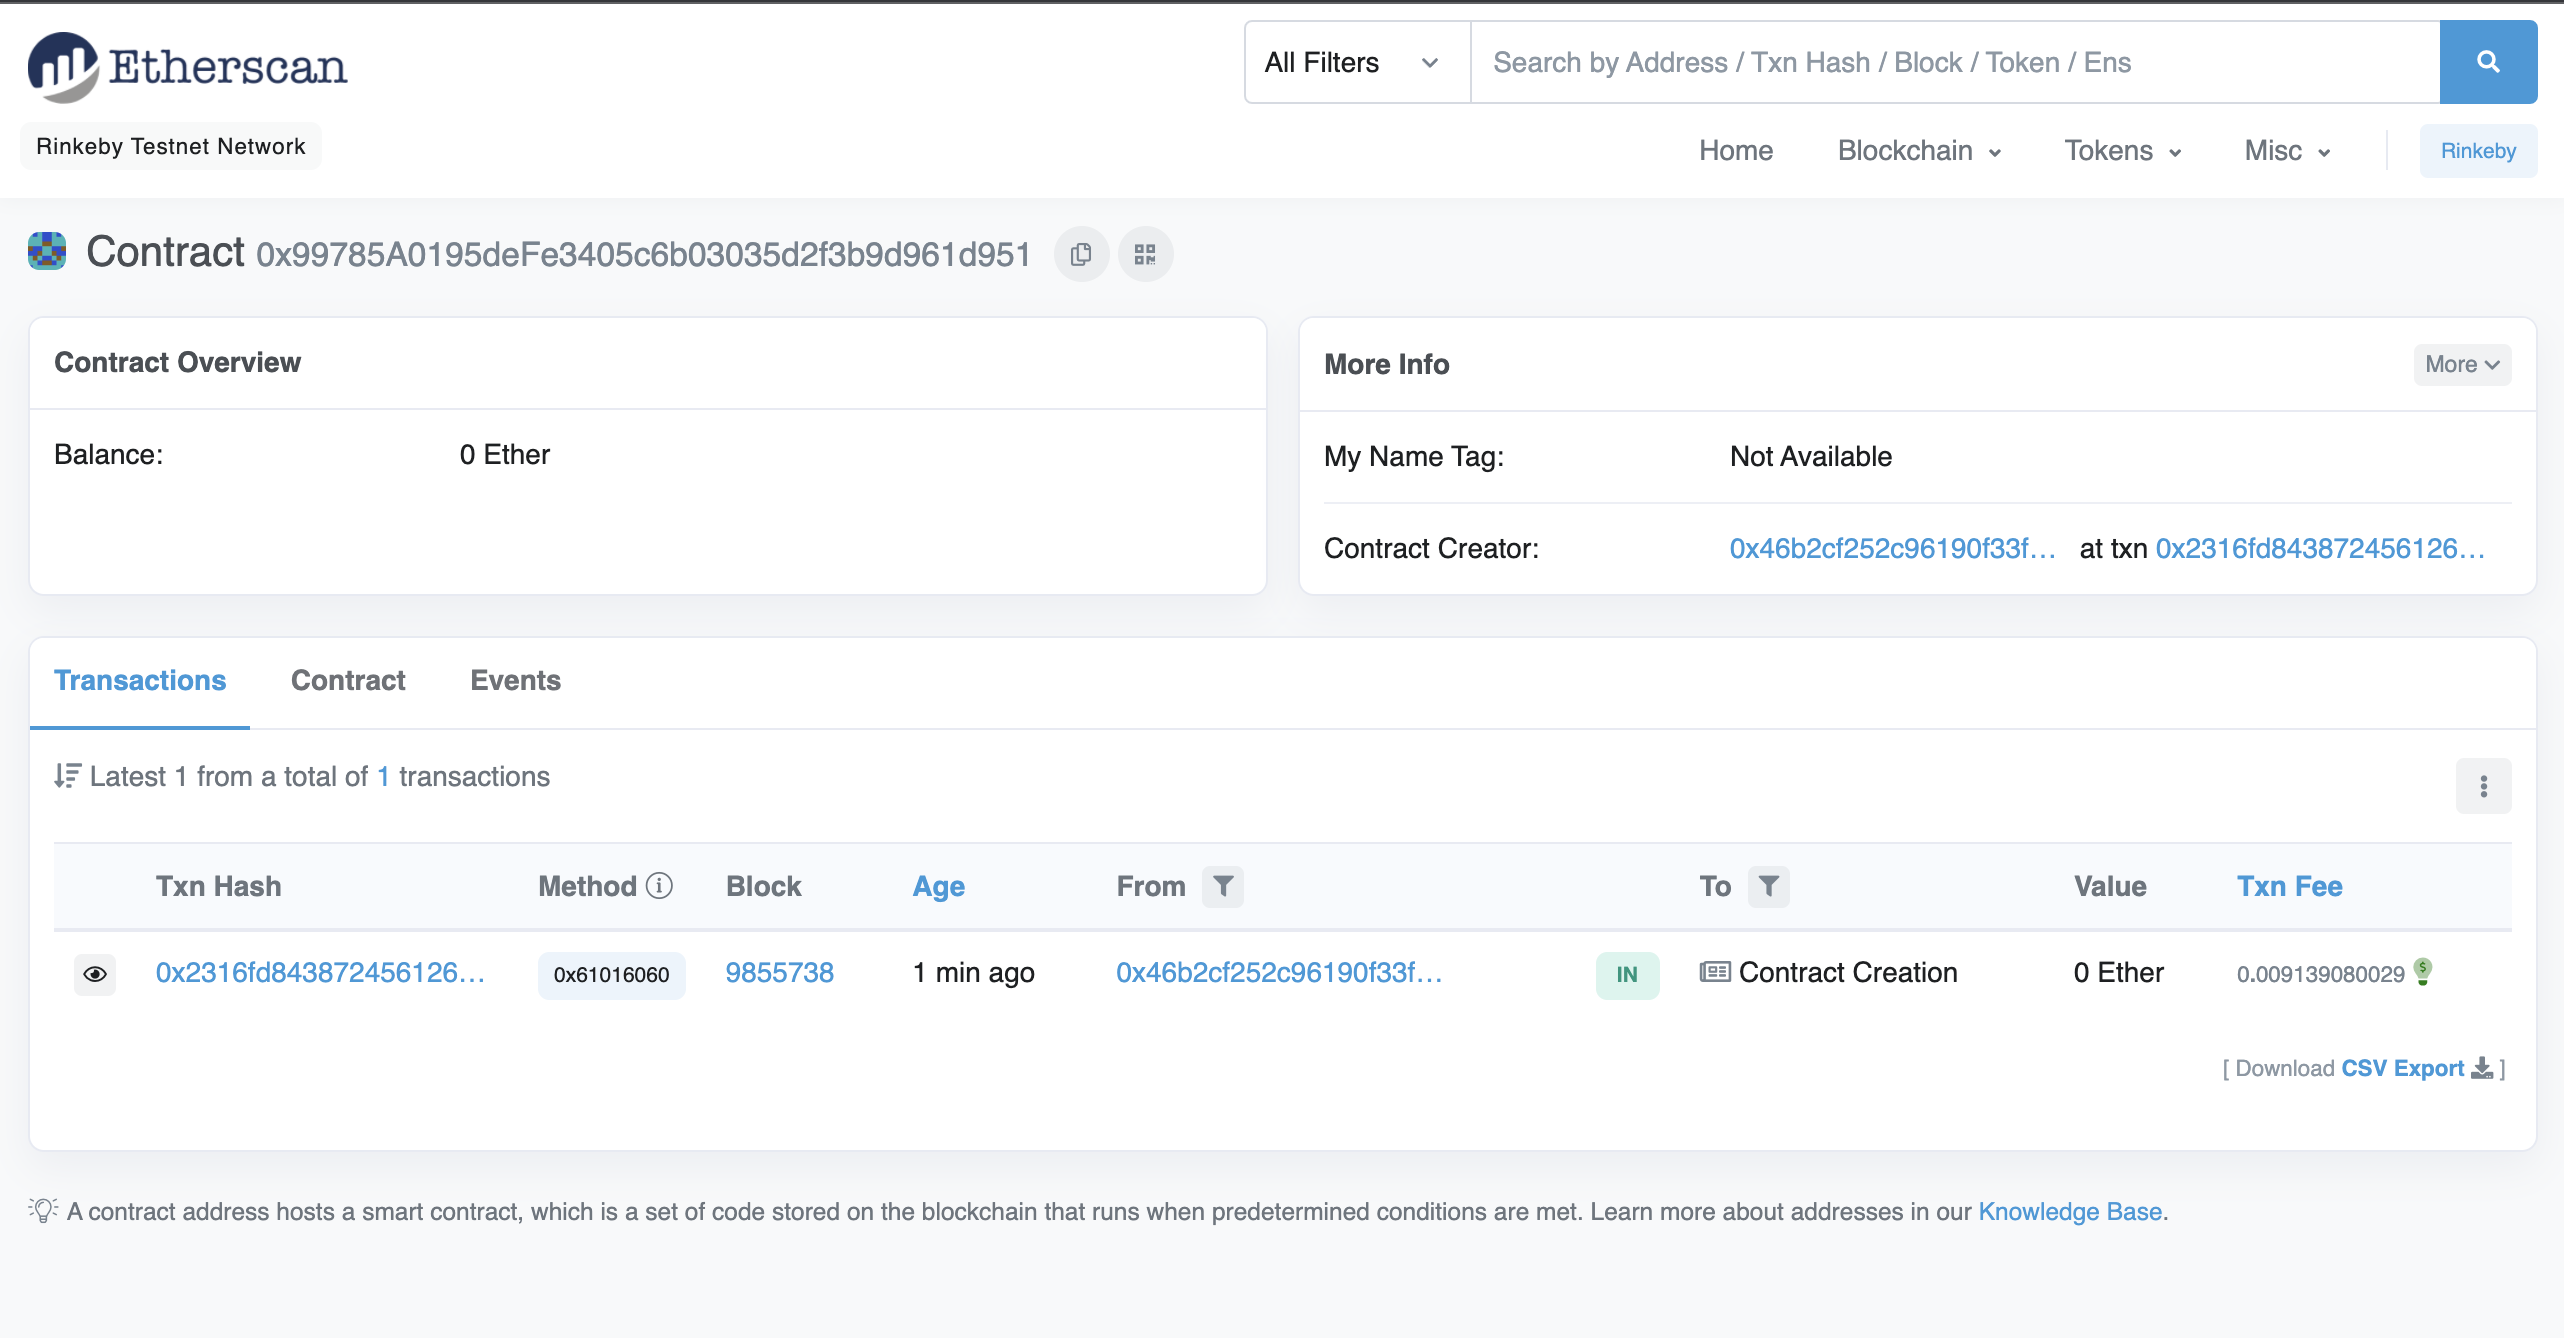 Etherscan
All Filters
Search by Address / Txn Hash / Block / Token / Ens
Rinkeby Testnet Network
Home Blockchain Tokens Misc Rinkeby
Contract 0x99785A0195deFe3405c6b03035d2f3b9d961d951
Contract Overview
Balance: 0 Ether
More Info More
My Name Tag: Not Available
Contract Creator: 0x46b2cf252c96190f33f... at txn 0x2316fd843872456126...
Transactions Contract Events
Latest 1 from a total of 1 transactions
Txn Hash Method Block Age From To Value Txn Fee
0x2316fd843872456126... 0x61016060 9855738 1 min ago 0x46b2cf252c96190f33f... IN Contract Creation 0 Ether 0.009139080029
[ Download CSV Export ]
A contract address hosts a smart contract, which is a set of code stored on the blockchain that runs when predetermined conditions are met. Learn more about addresses in our Knowledge Base.